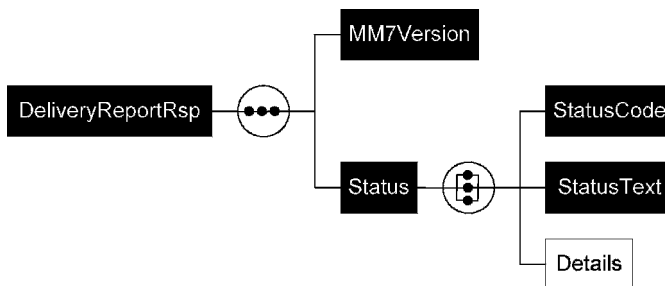 MM7Version
DeliveryReportRsp
StatusCode
Status
StatusText
Details